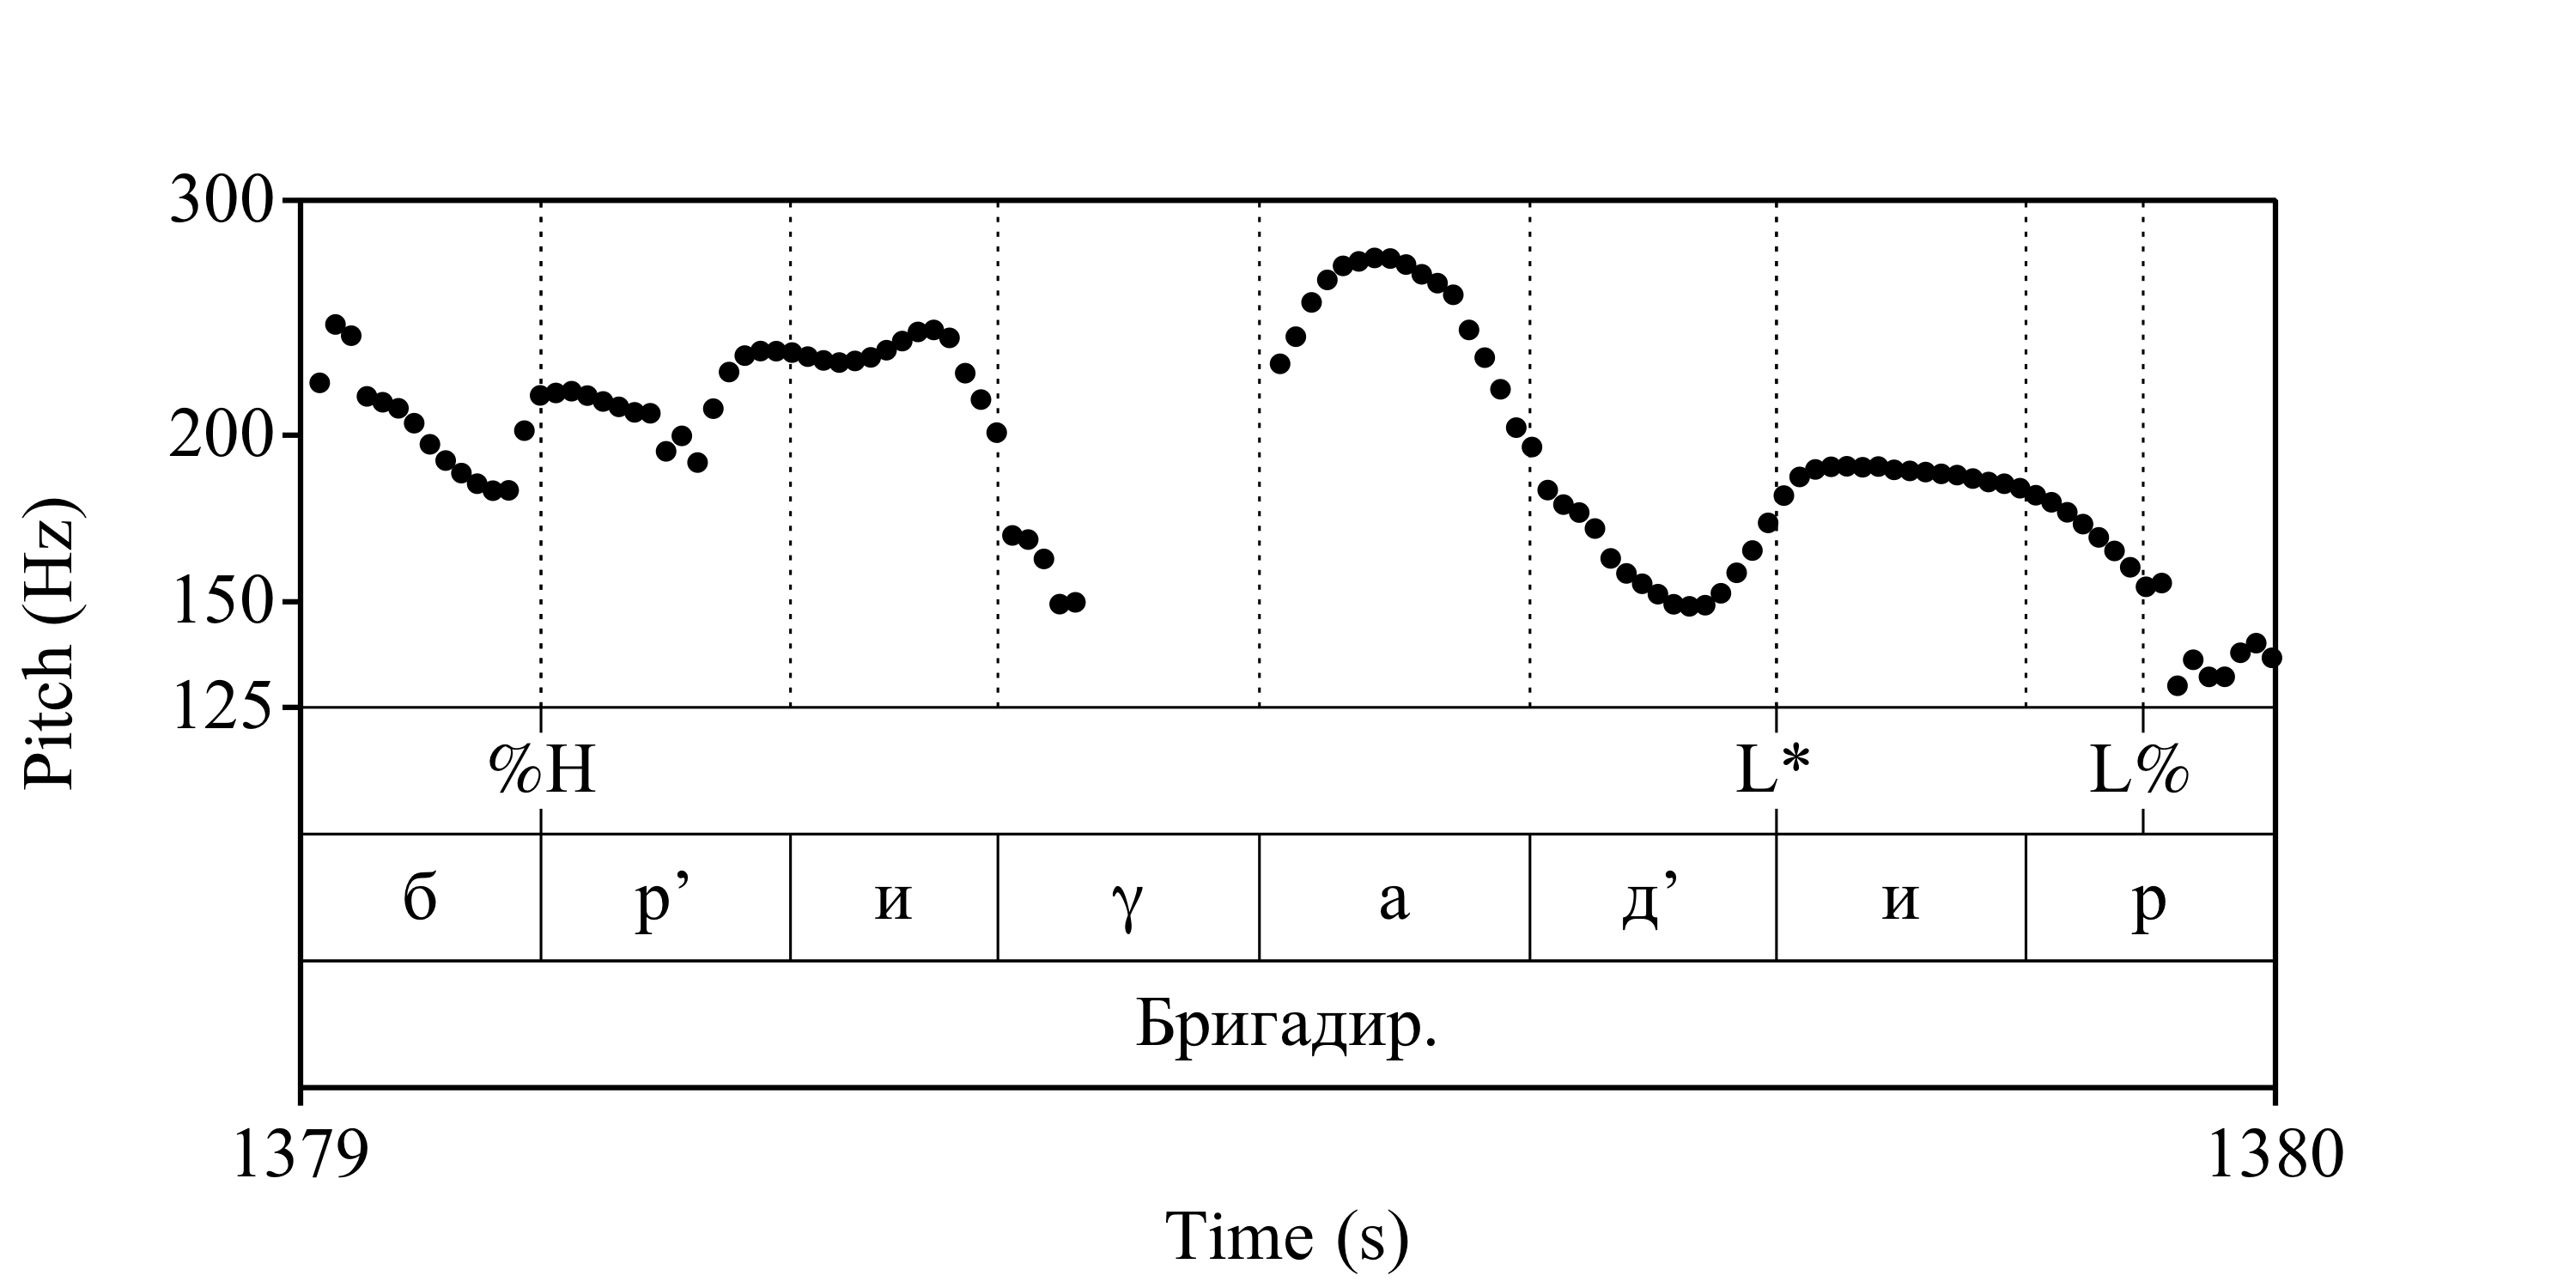 300
200
150
125
Pitch (Hz)
%H L* L%
б р’ и γ а д’ и р
Бригадир.
1379 1380
Time (s)